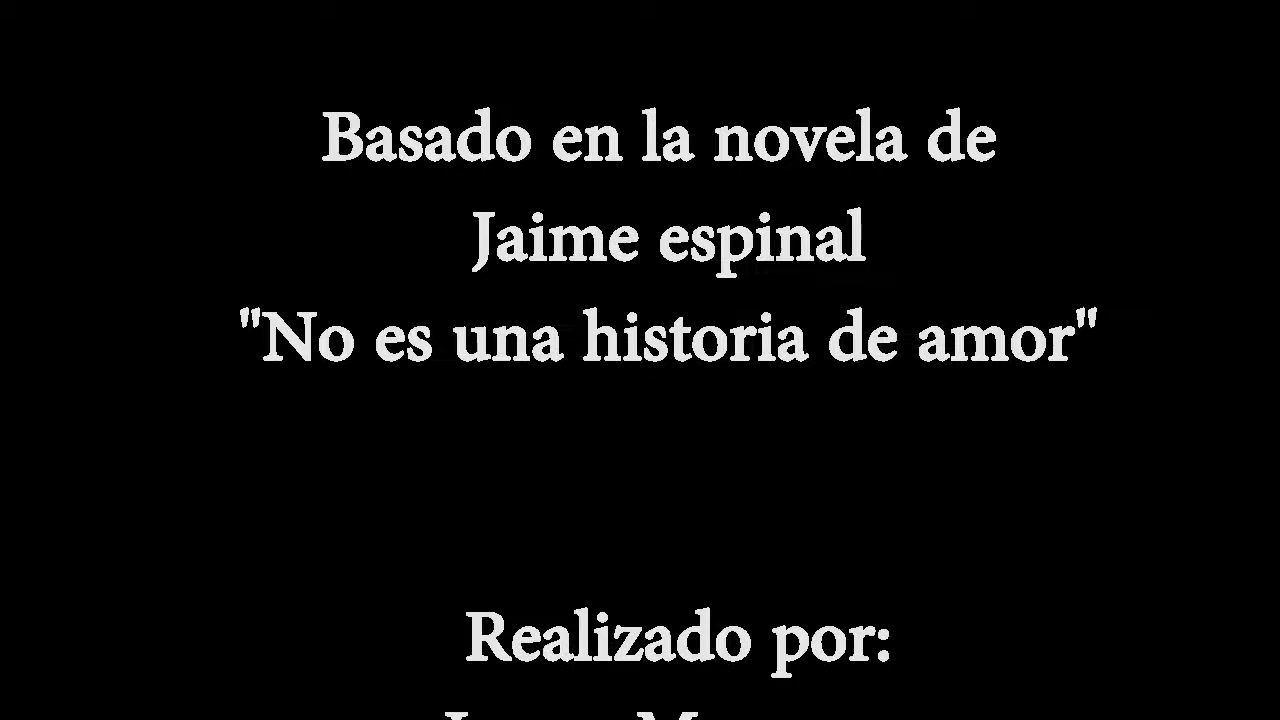 Basado en la novela de
Jaime espinal
"No es una historia de amor"
Realizado por: